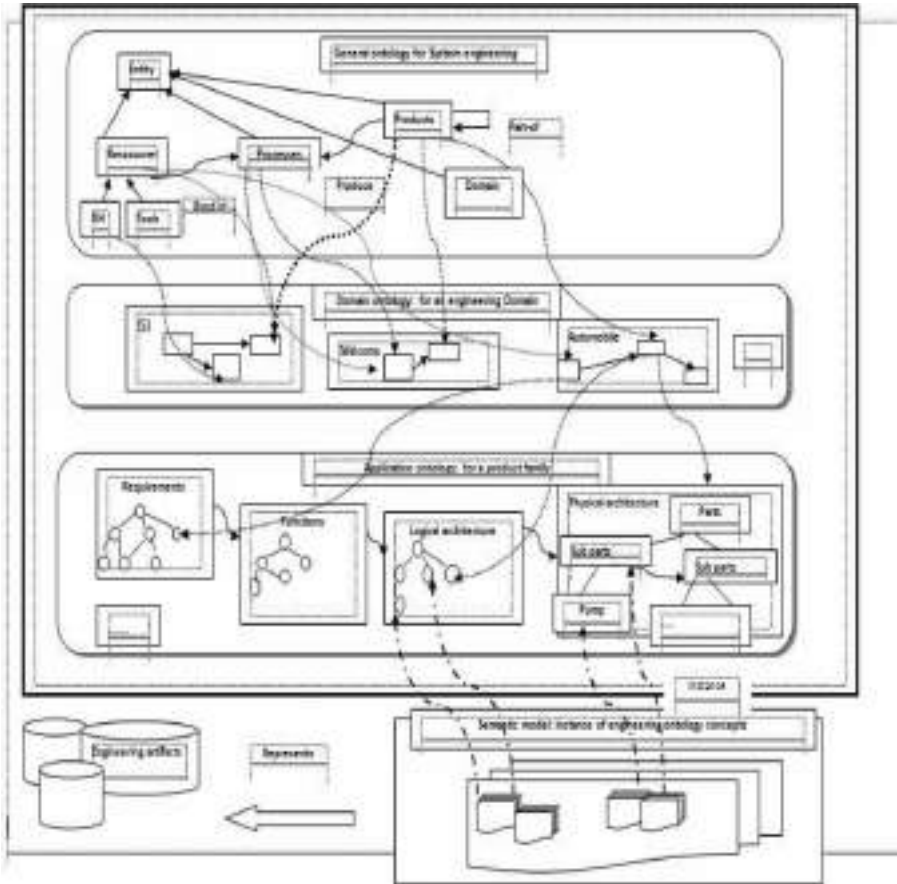 General ontology for System engineering
Entity
Products
Part-of
Ressources
Processes
Produce
Domain
Tools
Domain ontology for an engineering Domain
Automobile
Application ontology for a product family
Requirements
Functions
Logical architecture
Physical architecture
Parts
Sub parts
Sub parts
Pump
Semantic model: instance of engineering ontology concepts
Engineering artifacts
Represents